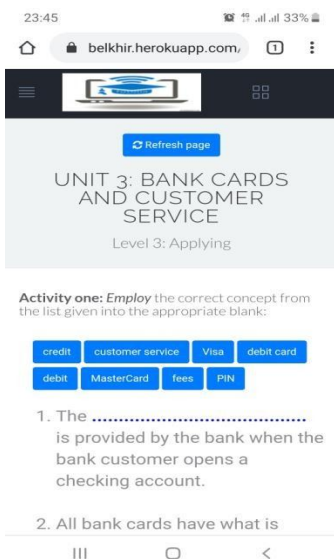 23:45
33%
belkhir.herokuapp.com/
1
Refresh page
UNIT 3: BANK CARDS
AND CUSTOMER
SERVICE
Level 3: Applying
Activity one: Employ the correct concept from
the list given into the appropriate blank:
credit customer service Visa debit card
debit MasterCard fees PIN
1. The ......................................
is provided by the bank when the
bank customer opens a
checking account.
2. All bank cards have what is